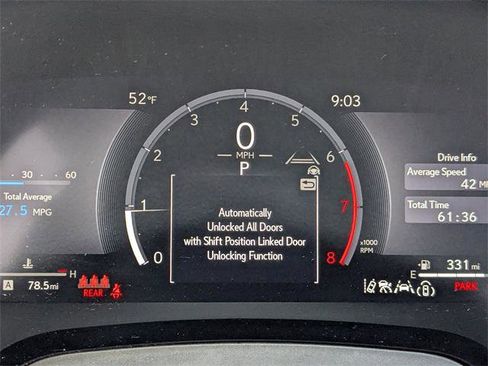 52°F
9:03
4
3
5
2
6
1
7
0
8
x1000
RPM
0
MPH
P
Automatically
Unlocked All Doors
with Shift Position Linked Door
Unlocking Function
30 60
Total Average
27.5 MPG
H
A 78.5mi
REAR
Drive Info
Average Speed
42
Total Time
61:36
331mi
E
PARK